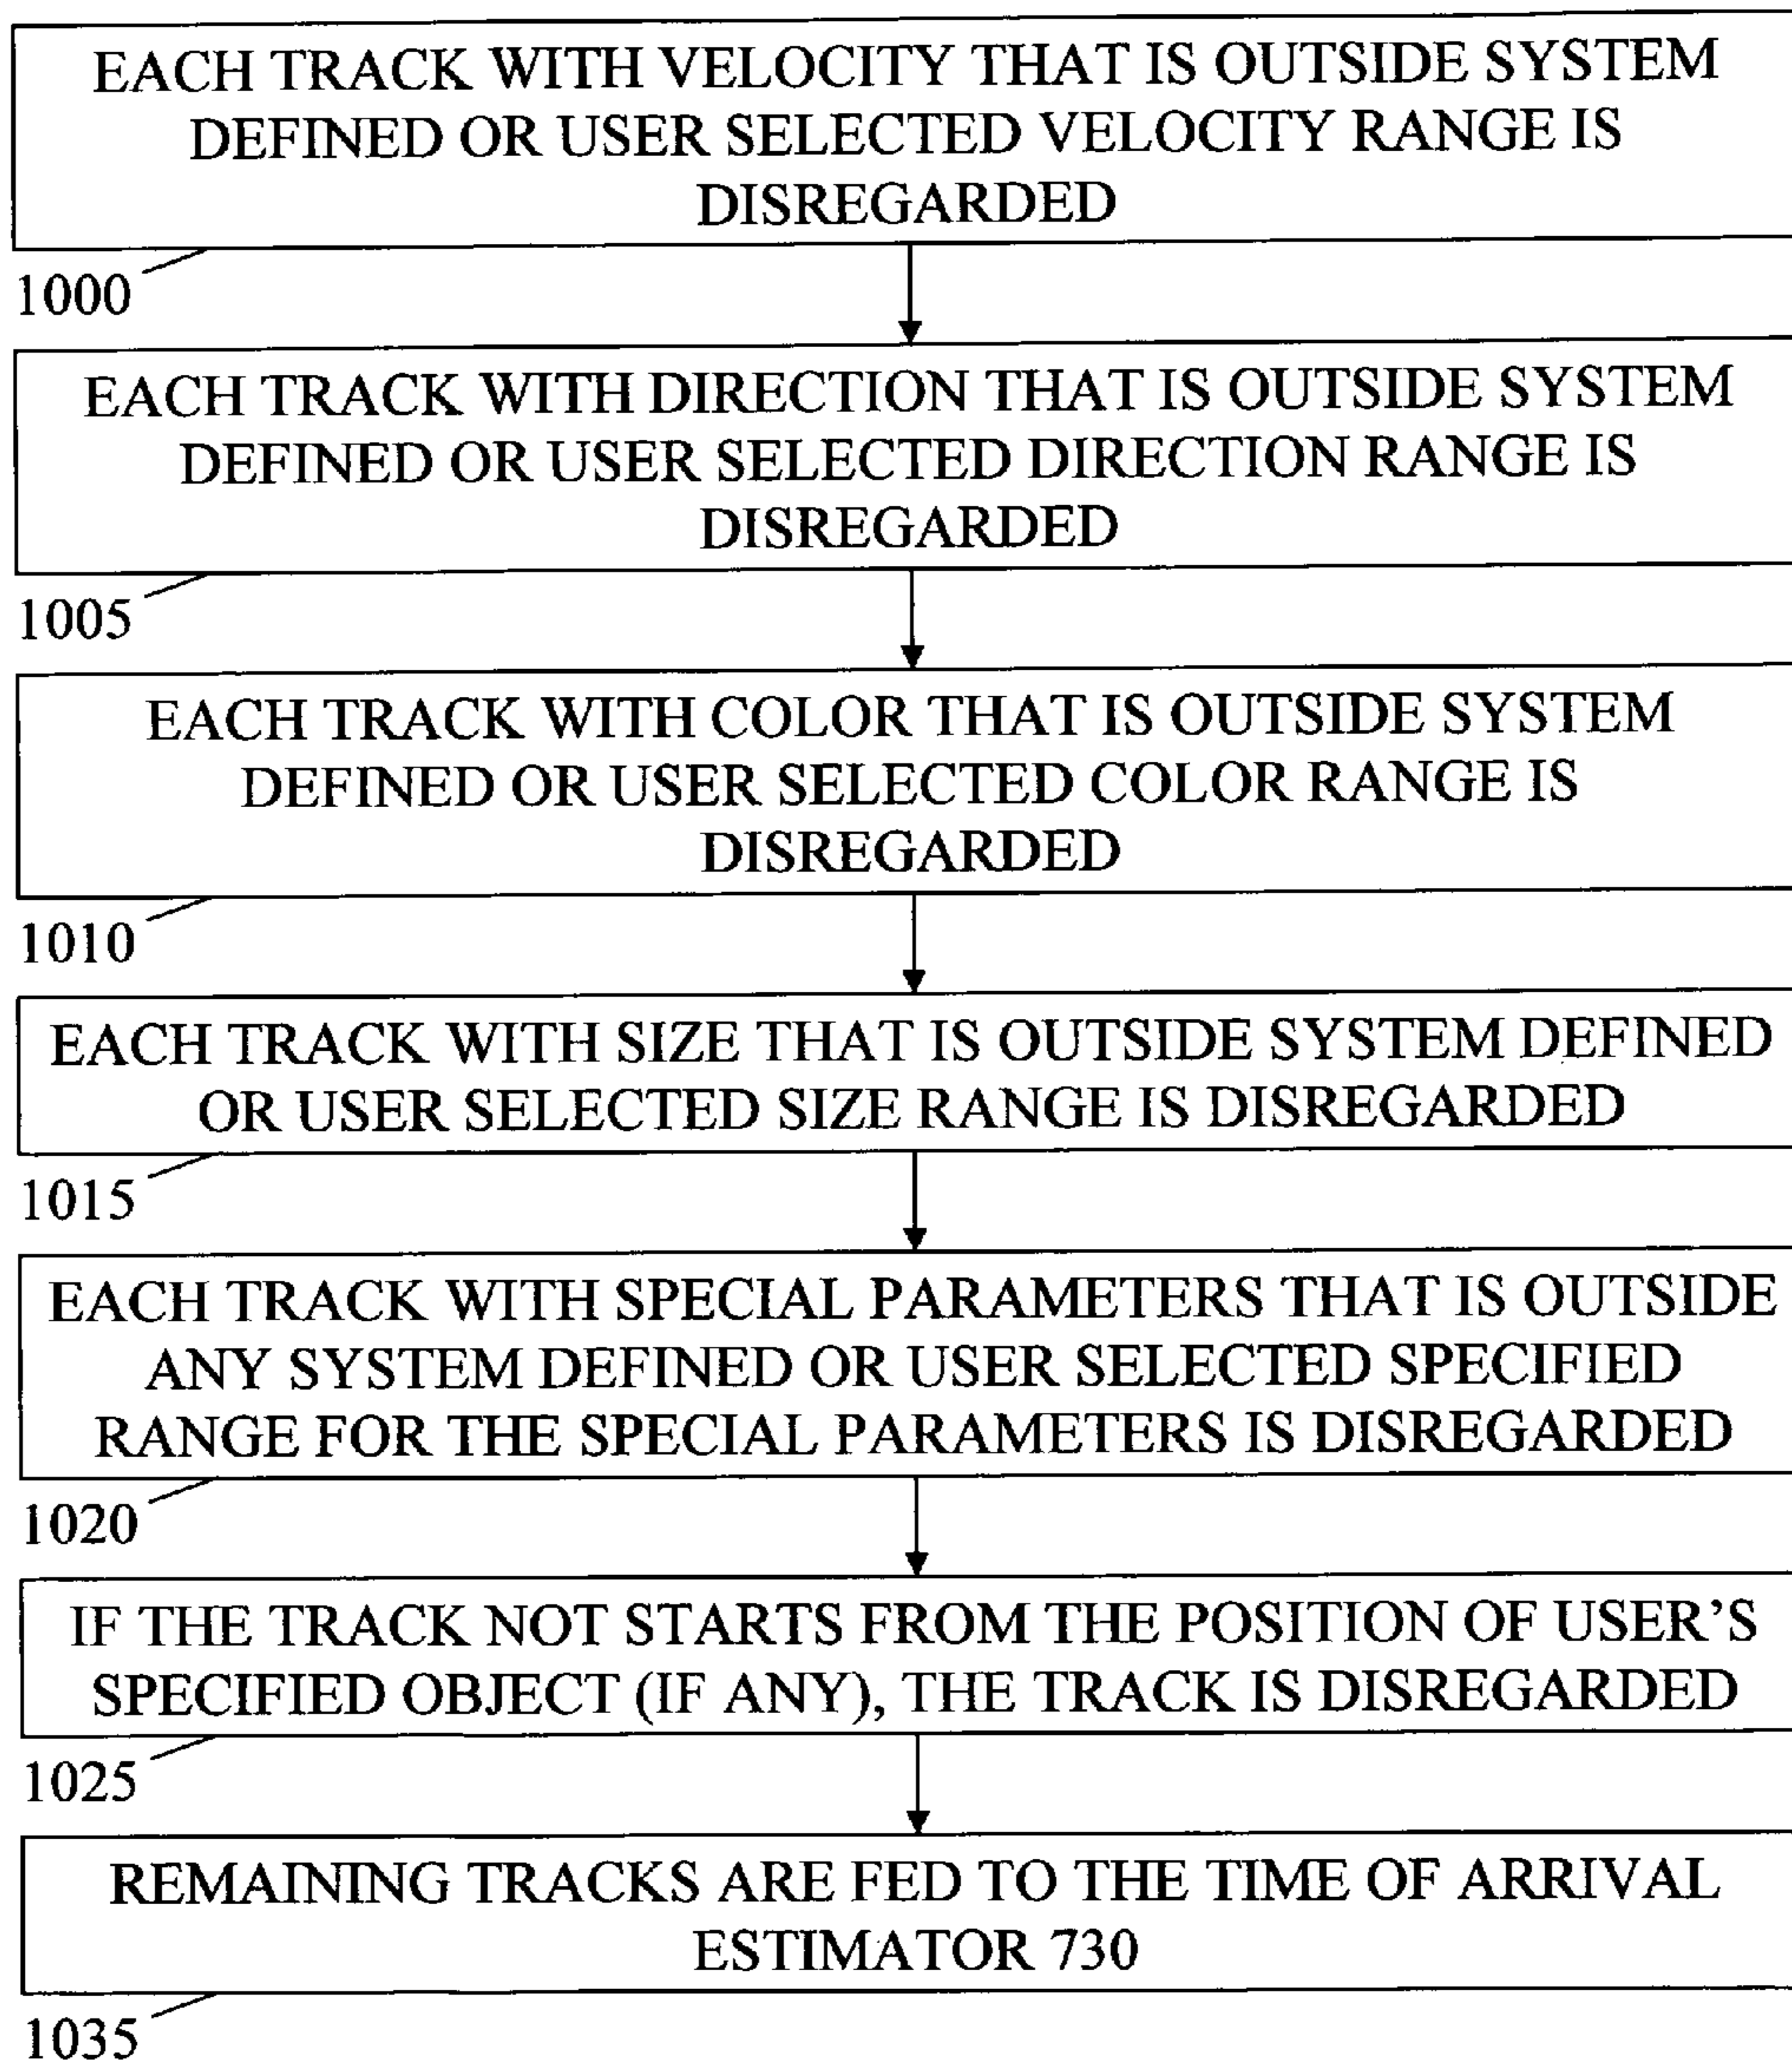 EACH TRACK WITH VELOCITY THAT IS OUTSIDE SYSTEM
DEFINED OR USER SELECTED VELOCITY RANGE IS
DISREGARDED
1000
EACH TRACK WITH DIRECTION THAT IS OUTSIDE SYSTEM
DEFINED OR USER SELECTED DIRECTION RANGE IS
DISREGARDED
1005
EACH TRACK WITH COLOR THAT IS OUTSIDE SYSTEM
DEFINED OR USER SELECTED COLOR RANGE IS
DISREGARDED
1010
EACH TRACK WITH SIZE THAT IS OUTSIDE SYSTEM DEFINED
OR USER SELECTED SIZE RANGE IS DISREGARDED
1015
EACH TRACK WITH SPECIAL PARAMETERS THAT IS OUTSIDE
ANY SYSTEM DEFINED OR USER SELECTED SPECIFIED
RANGE FOR THE SPECIAL PARAMETERS IS DISREGARDED
1020
IF THE TRACK NOT STARTS FROM THE POSITION OF USER’S
SPECIFIED OBJECT (IF ANY), THE TRACK IS DISREGARDED
1025
REMAINING TRACKS ARE FED TO THE TIME OF ARRIVAL
ESTIMATOR 730
1035